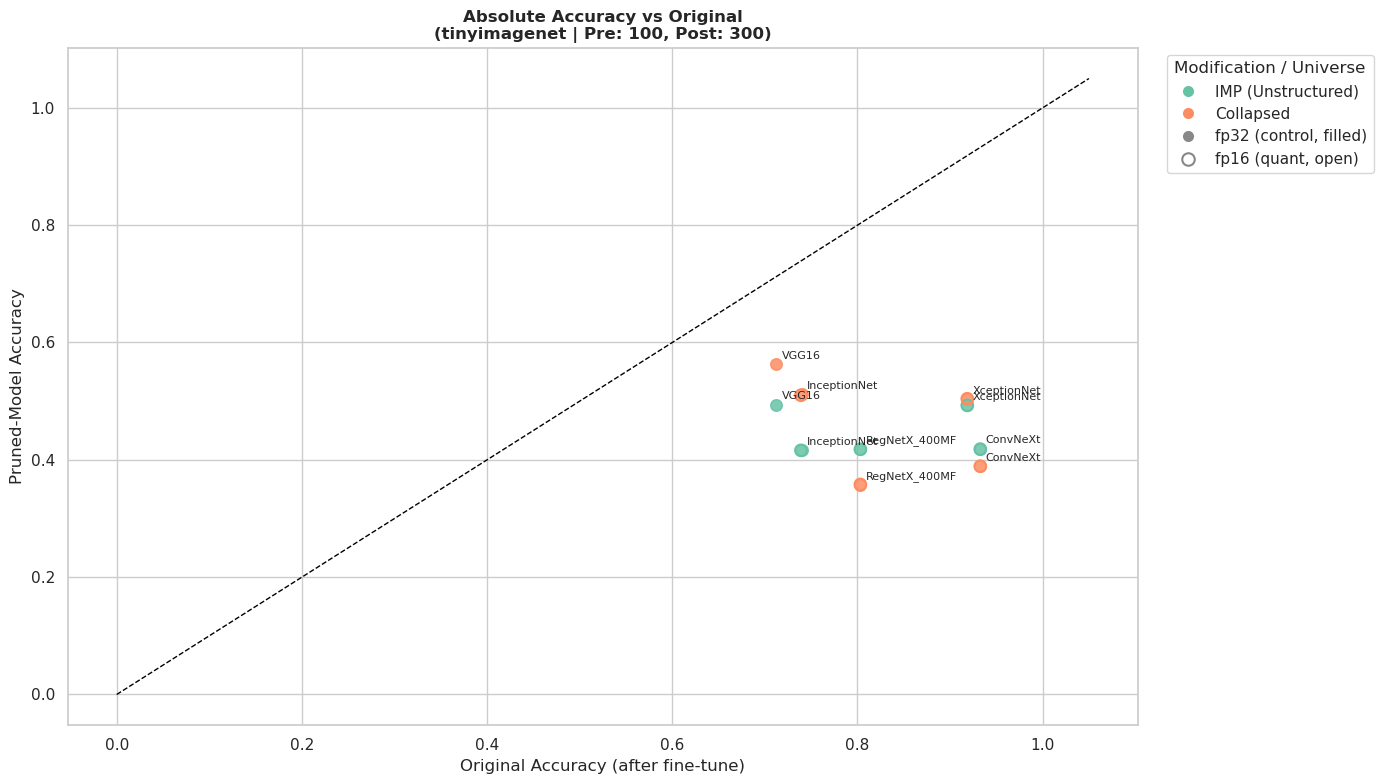 Absolute Accuracy vs Original
(tinyimagenet | Pre: 100, Post: 300)
Modification / Universe
IMP (Unstructured)
Collapsed
fp32 (control, filled)
fp16 (quant, open)
Pruned-Model Accuracy
1.0
0.8
0.6
0.4
0.2
0.0
VGG16
InceptionNet
VGG16
XceptionNet
XceptionNet
InceptionNet
RegNetX_400MF
ConvNeXt
ConvNeXt
RegNetX_400MF
0.0
0.2
0.4
0.6
0.8
1.0
Original Accuracy (after fine-tune)